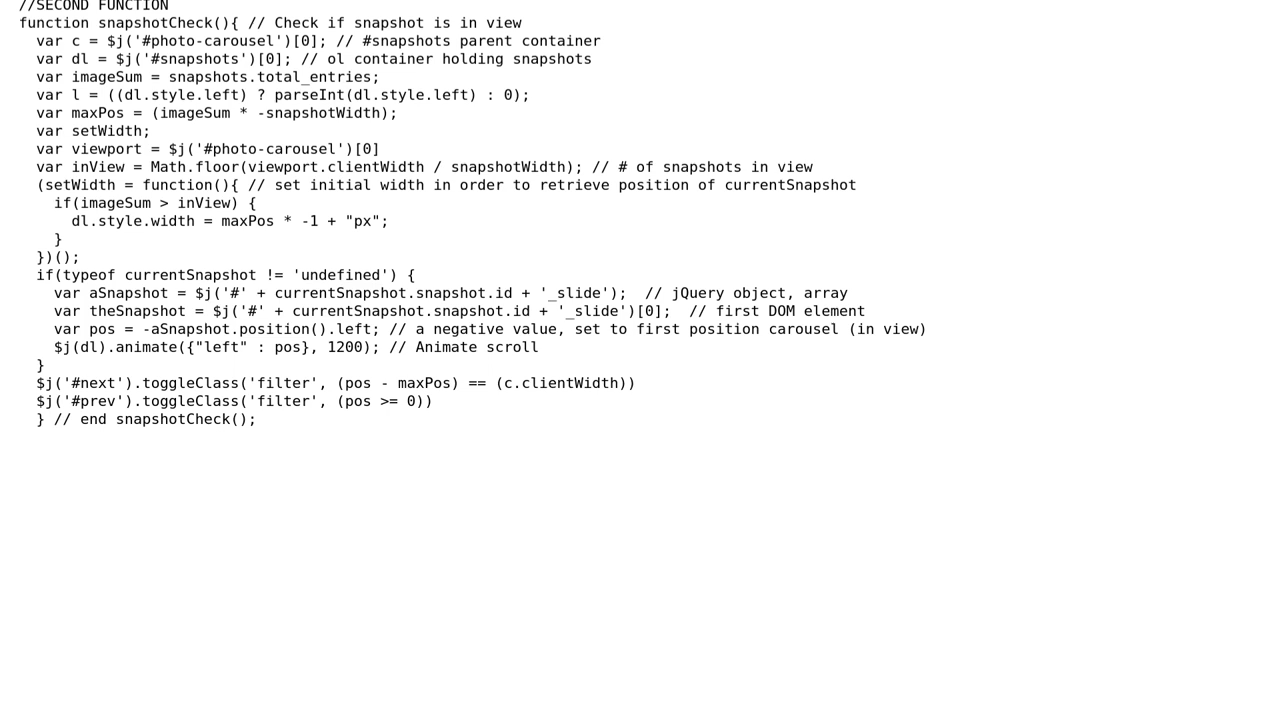 //SECOND FUNCTION
function snapshotCheck(){ // Check if snapshot is in view
  var c = $j('#photo-carousel')[0]; // #snapshots parent container
  var dl = $j('#snapshots')[0]; // ol container holding snapshots
  var imageSum = snapshots.total_entries;
  var l = ((dl.style.left) ? parseInt(dl.style.left) : 0);
  var maxPos = (imageSum * -snapshotWidth);
  var setWidth;
  var viewport = $j('#photo-carousel')[0]
  var inView = Math.floor(viewport.clientWidth / snapshotWidth); // # of snapshots in view
  (setWidth = function(){ // set initial width in order to retrieve position of currentSnapshot
    if(imageSum > inView) {
      dl.style.width = maxPos * -1 + "px";
    }
  })();
  if(typeof currentSnapshot != 'undefined') {
    var aSnapshot = $j('#' + currentSnapshot.snapshot.id + '_slide');  // jQuery object, array
    var theSnapshot = $j('#' + currentSnapshot.snapshot.id + '_slide')[0];  // first DOM element
    var pos = -aSnapshot.position().left; // a negative value, set to first position carousel (in view)
    $j(dl).animate({"left" : pos}, 1200); // Animate scroll
  }
  $j('#next').toggleClass('filter', (pos - maxPos) == (c.clientWidth))
  $j('#prev').toggleClass('filter', (pos >= 0))
  } // end snapshotCheck();